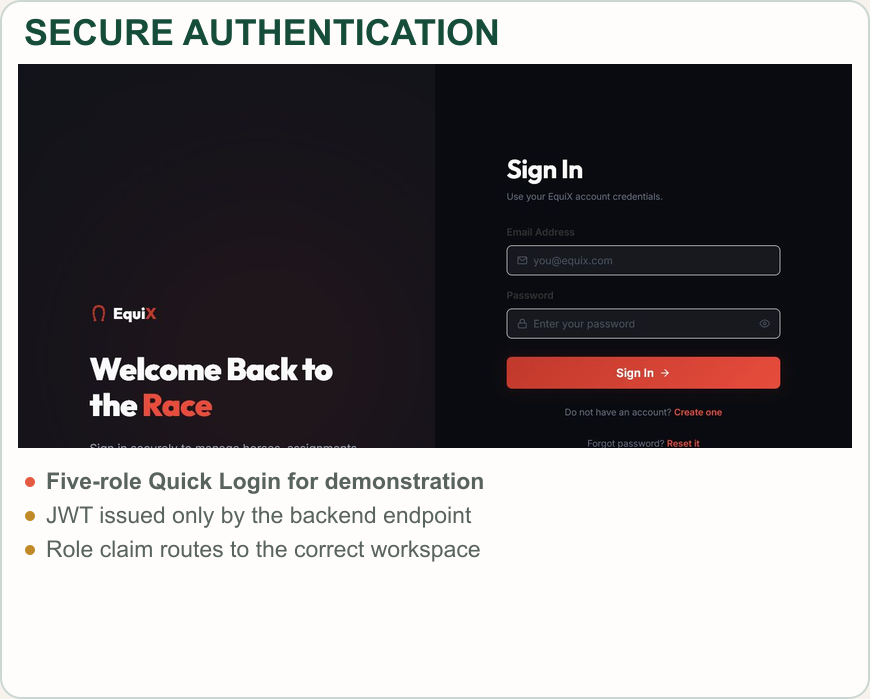 SECURE AUTHENTICATION
EquiX
Welcome Back to
the Race
Sign in securely to manage horses, assignments,
Sign In
Use your EquiX account credentials.
Email Address
you@equix.com
Password
Enter your password
Sign In →
Do not have an account? Create one
Forgot password? Reset it
Five-role Quick Login for demonstration
JWT issued only by the backend endpoint
Role claim routes to the correct workspace